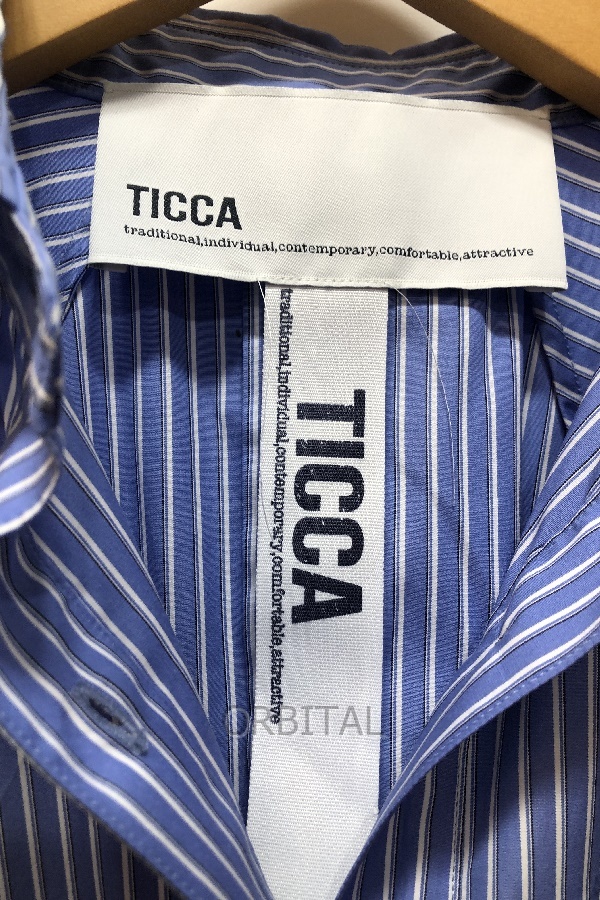 TICCA
traditional,individual,contemporary,comfortable,attractive
TICCA
traditional,individual,contemporary,comfortable,attractive
ORBITAL